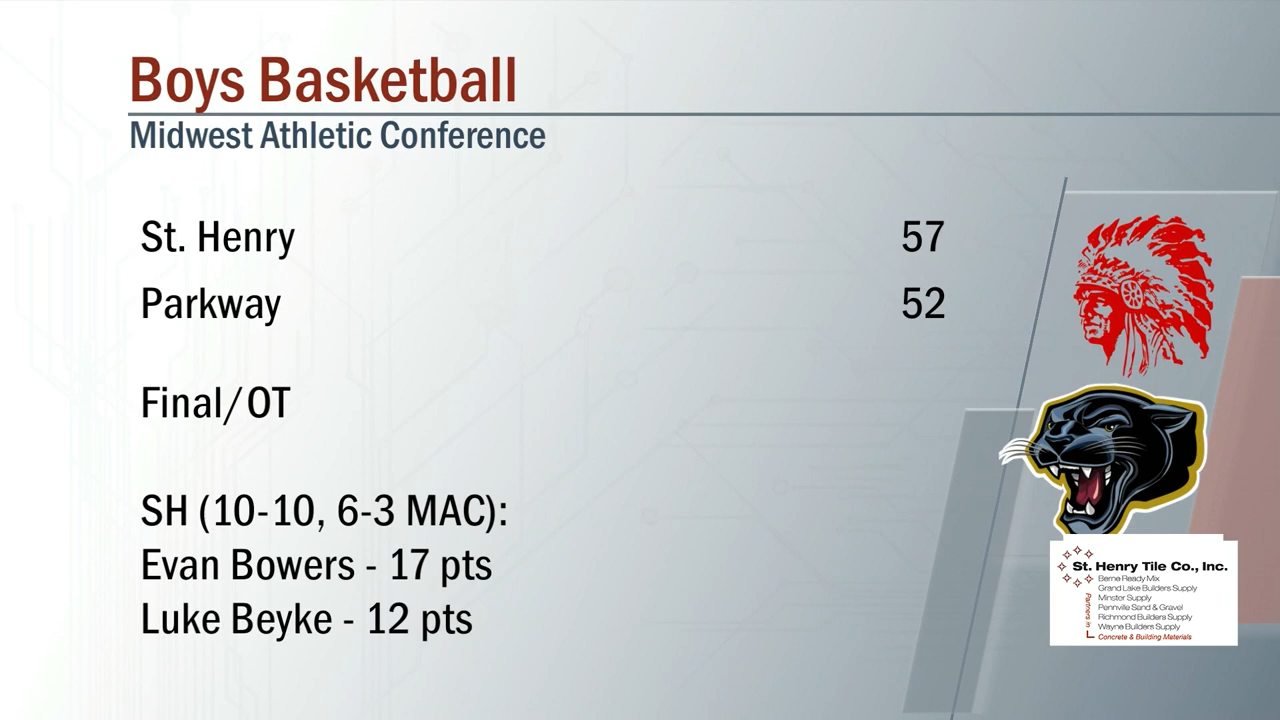 Boys Basketball
Midwest Athletic Conference
St. Henry 57
Parkway 52
Final/OT
SH (10-10, 6-3 MAC):
Evan Bowers - 17 pts
Luke Beyke - 12 pts
St. Henry Tile Co., Inc.
Berne Ready Mix
Grand Lake Builders Supply
Minster Supply
Pennville Sand & Gravel
Richmond Builders Supply
Wayne Builders Supply
Partners in
Concrete & Building Materials